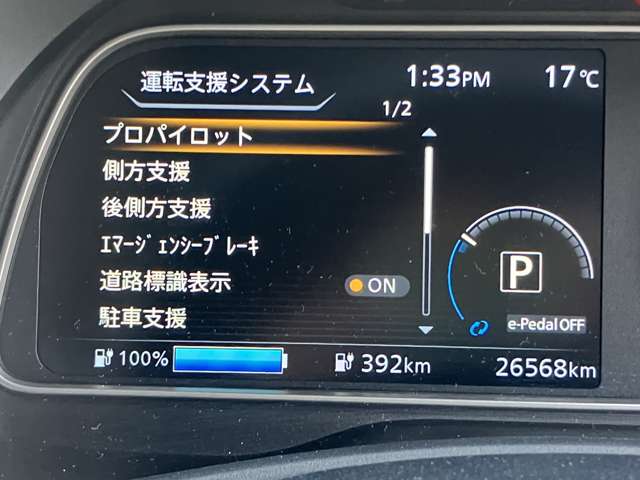 運転支援システム
1:33PM
17℃
1/2
プロパイロット
側方支援
後側方支援
ｴﾏｰｼﾞｪﾝｼｰﾌﾞﾚｰｷ
道路標識表示
ON
駐車支援
P
e-Pedal OFF
100%
392km
26568km